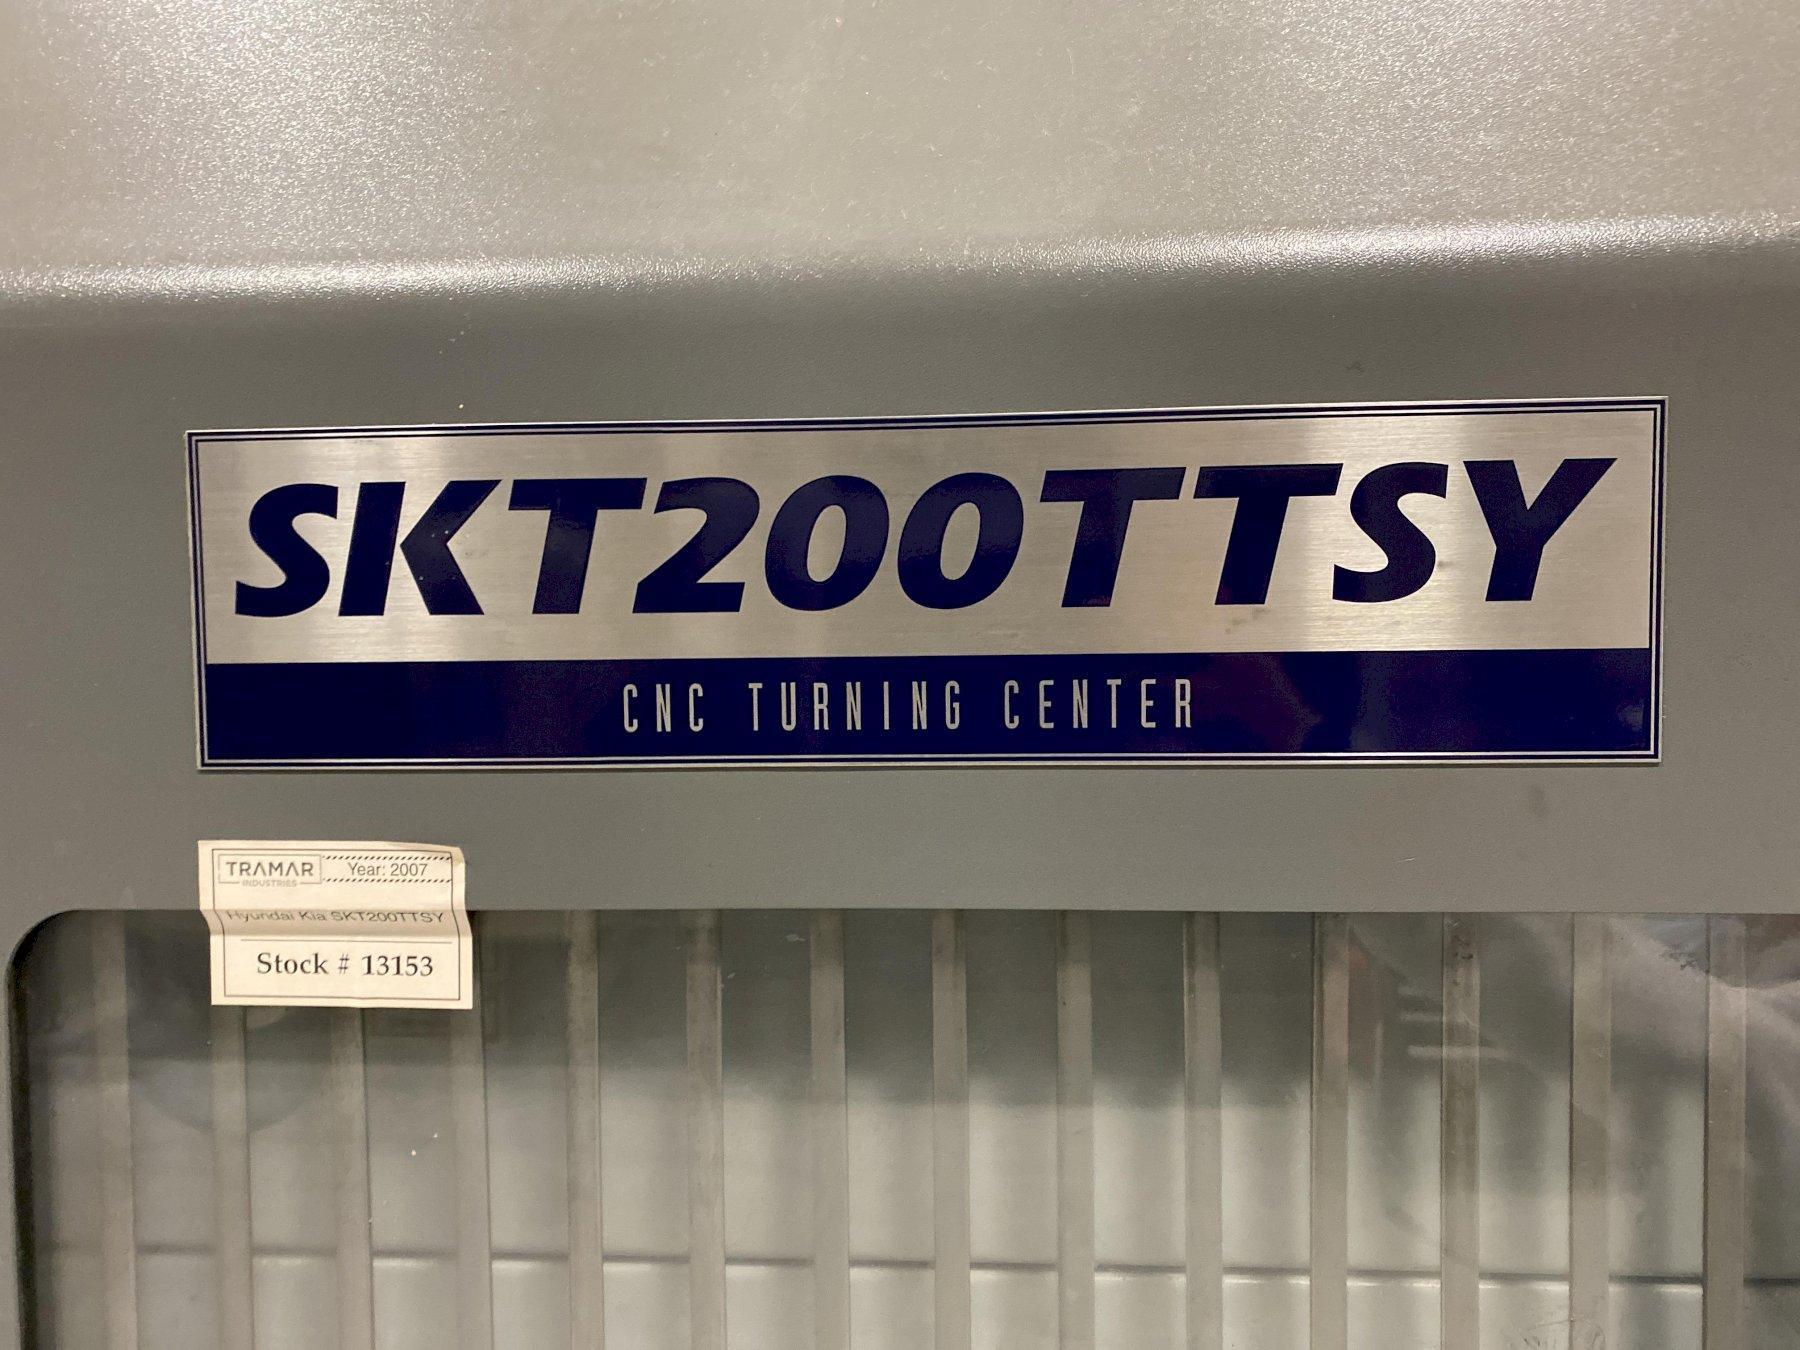 SKT200TTSY
CNC TURNING CENTER
TRAMAR
INDUSTRIES
Year: 2007
Hyundai Kia SKT200TTSY
Stock # 13153